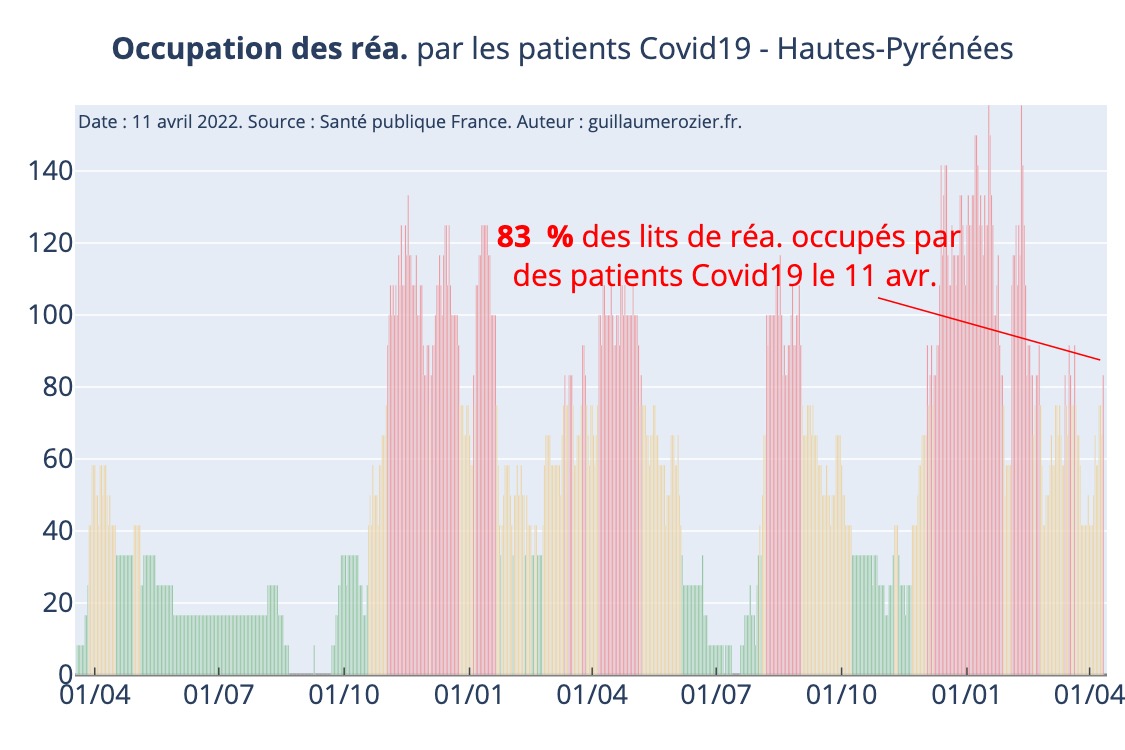 Occupation des réa. par les patients Covid19 - Hautes-Pyrénées
Date : 11 avril 2022. Source : Santé publique France. Auteur : guillaumerozier.fr.
140
120
100
80
60
40
20
0
83 % des lits de réa. occupés par
des patients Covid19 le 11 avr.
01/04 01/07 01/10 01/01 01/04 01/07 01/10 01/01 01/04